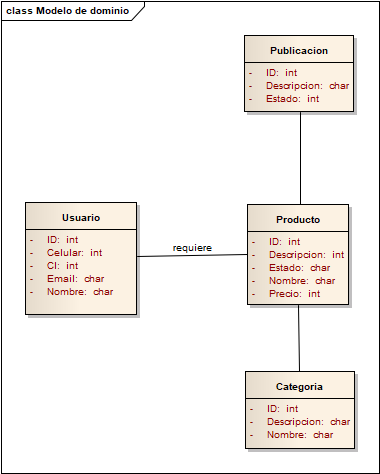 class Modelo de dominio
Publicacion
- ID: int
- Descripcion: char
- Estado: int
Usuario
- ID: int
- Celular: int
- CI: int
- Email: char
- Nombre: char
requiere
Producto
- ID: int
- Descripcion: int
- Estado: char
- Nombre: char
- Precio: int
Categoria
- ID: int
- Descripcion: char
- Nombre: char